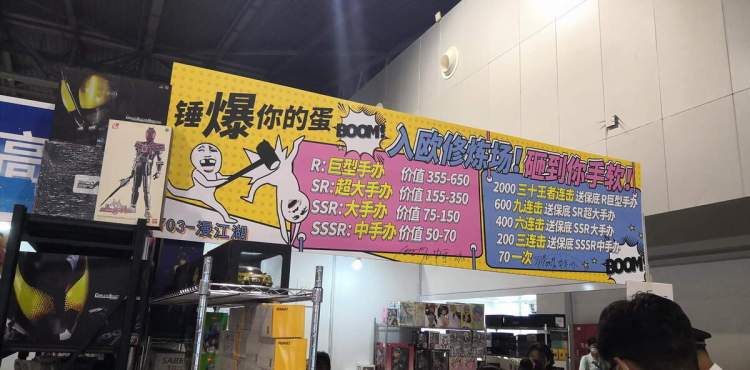 锤爆你的蛋
BOOM!
入欧修炼场!!砸到你手软!!
R: 巨型手办 价值 355-650
SR: 超大手办 价值 155-350
SSR: 大手办 价值 75-150
SSSR: 中手办 价值 50-70
2000 三十王者连击 送保底 R巨型手办
600 九连击 送保底 SR超大手办
400 六连击 送保底 SSR大手办
200 三连击 送保底 SSSR中手办
70 一次
BOOM!
03-漫江湖
高